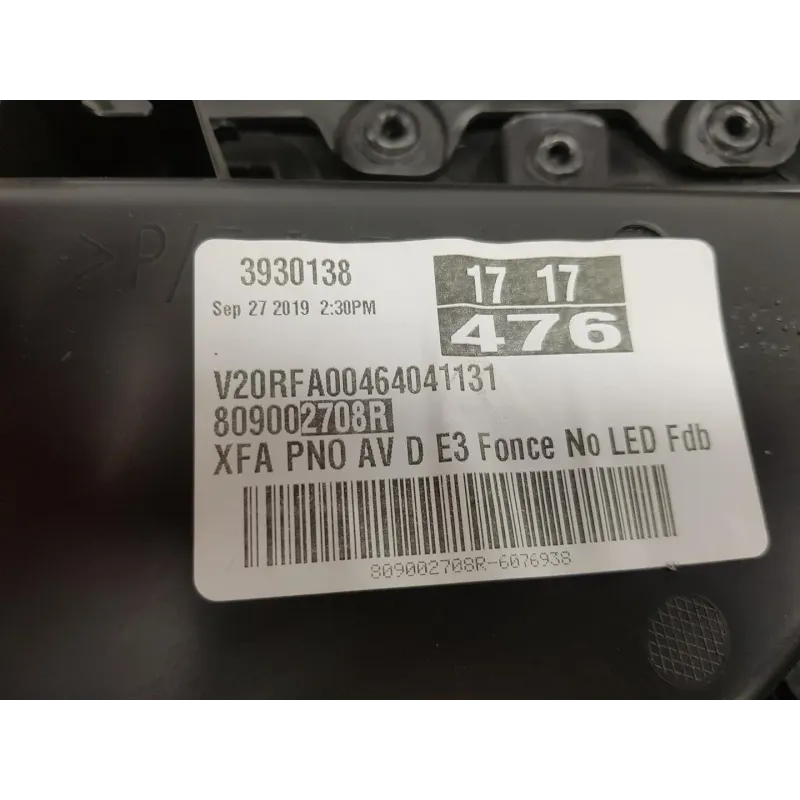 >P/E
3930138
17 17
Sep 27 2019 2:30PM
476
V20RFA00464041131
809002708R
XFA PNO AV D E3 Fonce No LED Fdb
809002708R-6076938